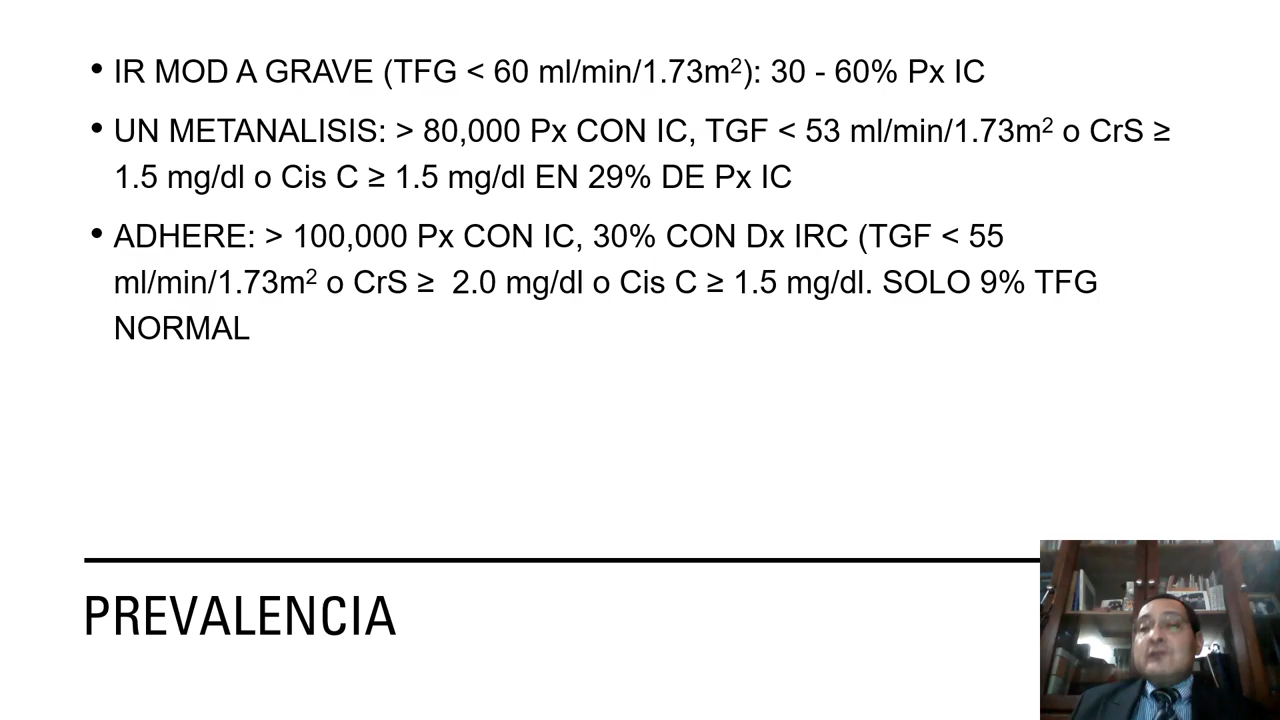 • IR MOD A GRAVE (TFG < 60 ml/min/1.73m²): 30 - 60% Px IC
• UN METANALISIS: > 80,000 Px CON IC, TGF < 53 ml/min/1.73m² o CrS ≥
1.5 mg/dl o Cis C ≥ 1.5 mg/dl EN 29% DE Px IC
• ADHERE: > 100,000 Px CON IC, 30% CON Dx IRC (TGF < 55
ml/min/1.73m² o CrS ≥ 2.0 mg/dl o Cis C ≥ 1.5 mg/dl. SOLO 9% TFG
NORMAL
PREVALENCIA